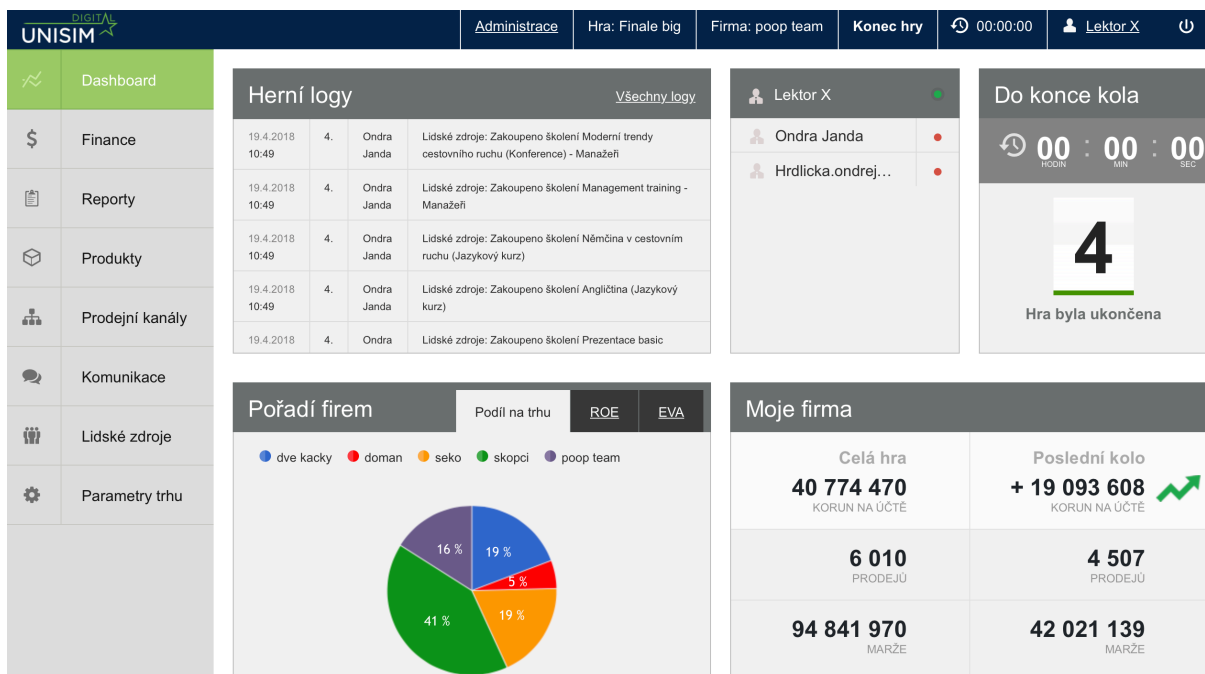 DIGITAL
UNISIM
Administrace
Hra: Finale big
Firma: poop team
Konec hry
00:00:00
Lektor X
Dashboard
Finance
Reporty
Produkty
Prodejní kanály
Komunikace
Lidské zdroje
Parametry trhu
Herní logy
Všechny logy
19.4.2018 4. Ondra Lidské zdroje: Zakoupeno školení Moderní trendy
10:49 Janda cestovního ruchu (Konference) - Manažeři
19.4.2018 4. Ondra Lidské zdroje: Zakoupeno školení Management training -
10:49 Janda Manažeři
19.4.2018 4. Ondra Lidské zdroje: Zakoupeno školení Němčina v cestovním
10:49 Janda ruchu (Jazykový kurz)
19.4.2018 4. Ondra Lidské zdroje: Zakoupeno školení Angličtina (Jazykový
10:49 Janda kurz)
19.4.2018 4. Ondra Lidské zdroje: Zakoupeno školení Prezentace basic
Lektor X
Ondra Janda
Hrdlicka.ondrej…
Do konce kola
00 : 00 : 00
HODIN MIN SEC
4
Hra byla ukončena
Pořadí firem
Podíl na trhu
ROE
EVA
dve kacky doman seko skopci poop team
16 %
19 %
5 %
19 %
41 %
Moje firma
Celá hra Poslední kolo
40 774 470 + 19 093 608
KORUN NA ÚČTĚ KORUN NA ÚČTĚ
6 010 4 507
PRODEJŮ PRODEJŮ
94 841 970 42 021 139
MARŽE MARŽE